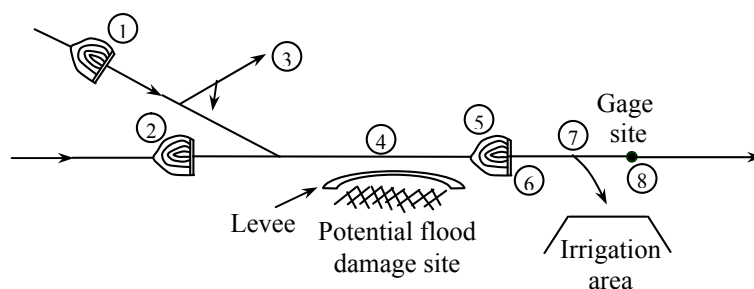 1
3
2
4
5
7
Gage
site
6
8
Levee
Potential flood
damage site
Irrigation
area